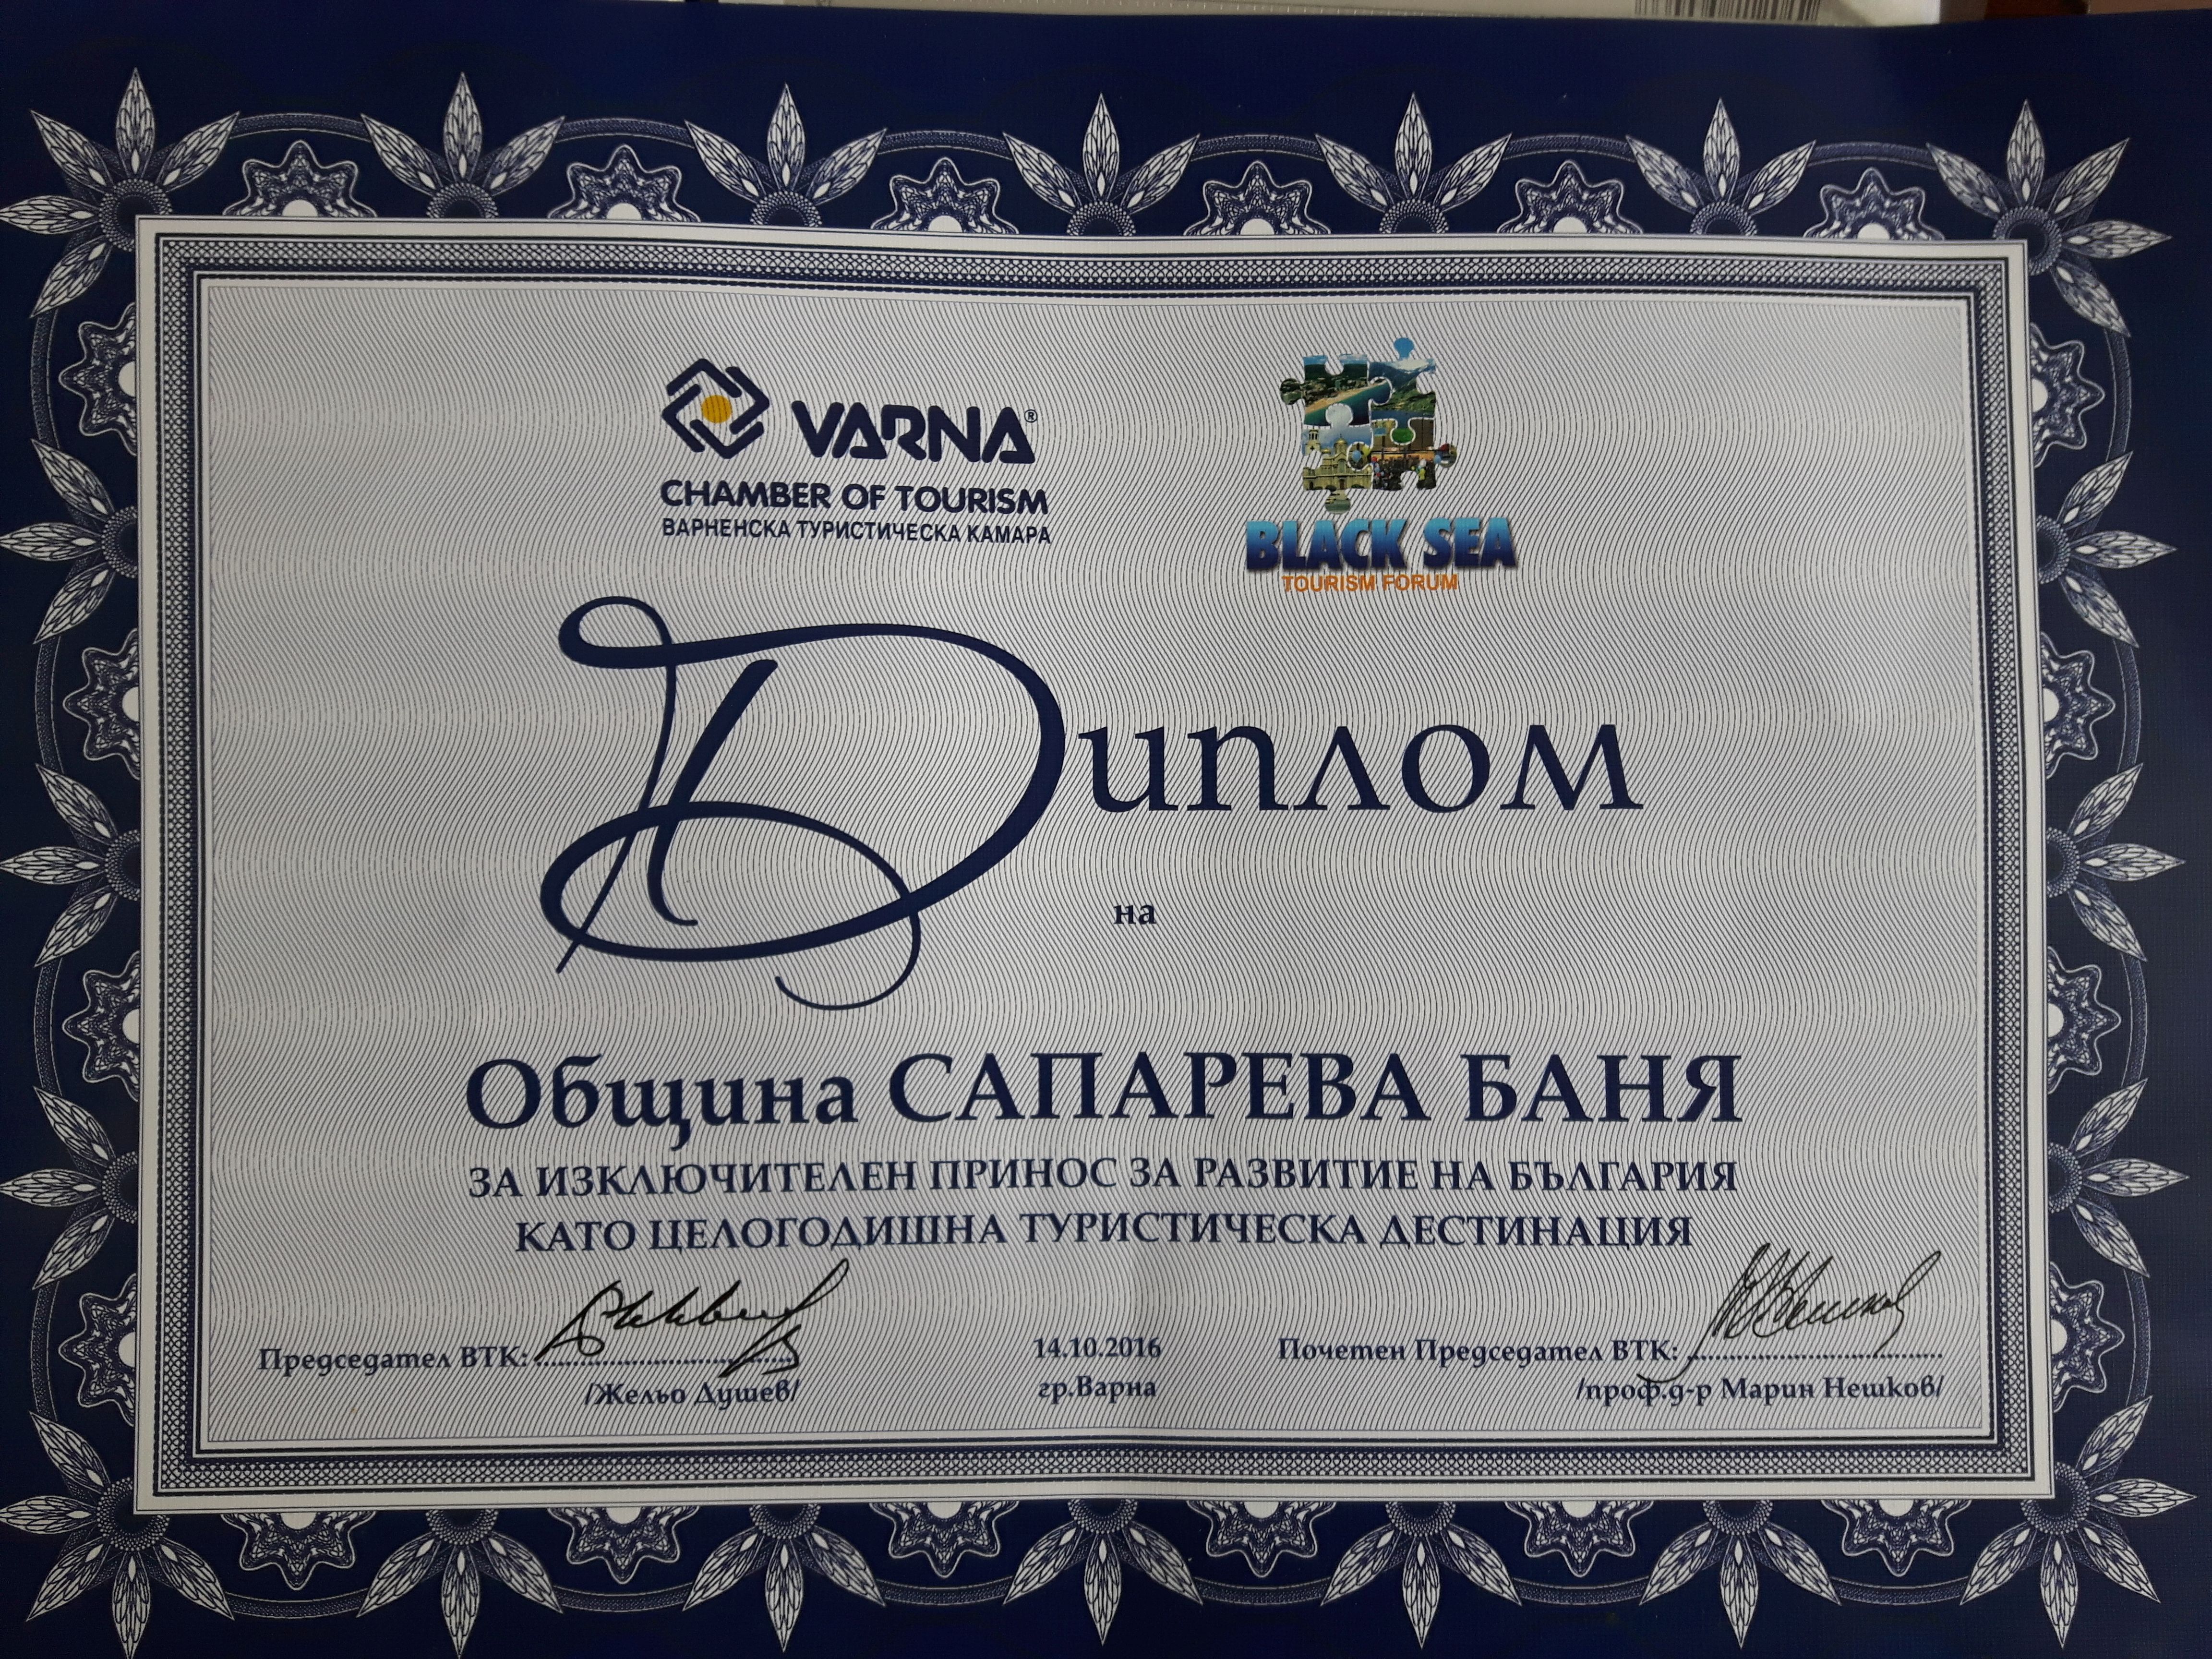 VARNA®
CHAMBER OF TOURISM
ВАРНЕНСКА ТУРИСТИЧЕСКА КАМАРА
BLACK SEA
TOURISM FORUM
Диплом
на
Община САПАРЕВА БАНЯ
ЗА ИЗКЛЮЧИТЕЛЕН ПРИНОС ЗА РАЗВИТИЕ НА БЪЛГАРИЯ
КАТО ЦЕЛОГОДИШНА ТУРИСТИЧЕСКА ДЕСТИНАЦИЯ
Председател ВТК:
/Жельо Душев/
14.10.2016
гр.Варна
Почетен Председател ВТК:
/проф.д-р Марин Нешков/